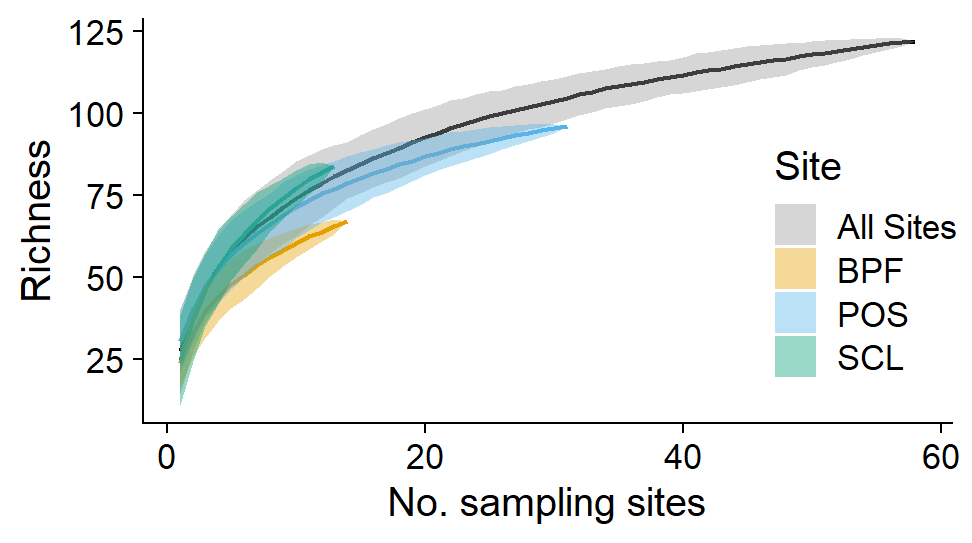 Richness
125
100
75
50
25
0
20
40
60
No. sampling sites
Site
All Sites
BPF
POS
SCL